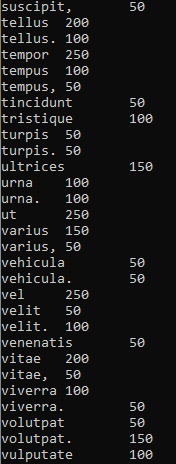 suscipit, 50
tellus 200
tellus. 100
tempor 250
tempus 100
tempus, 50
tincidunt 50
tristique 100
turpis 50
turpis. 50
ultrices 150
urna 100
urna. 100
ut 250
varius 150
varius, 50
vehicula 50
vehicula. 50
vel 250
velit 50
velit. 100
venenatis 50
vitae 200
vitae, 50
viverra 100
viverra. 50
volutpat 50
volutpat. 150
vulputate 100